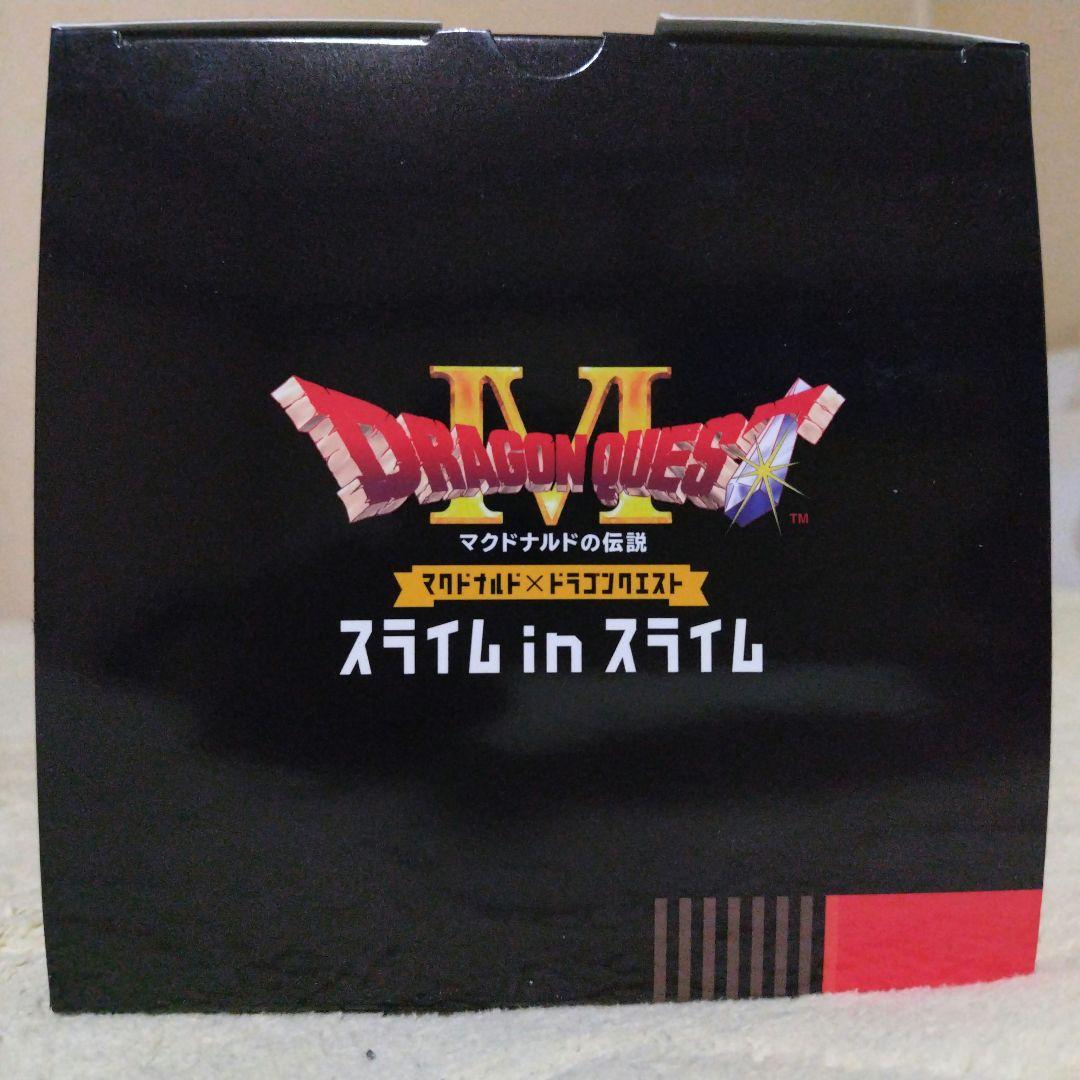 M
DRAGON QUEST
TM
マクドナルドの伝説
マクドナルド×ドラゴンクエスト
スライム in スライム